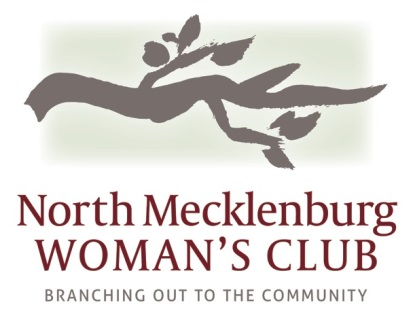 North Mecklenburg
WOMAN'S CLUB
BRANCHING OUT TO THE COMMUNITY